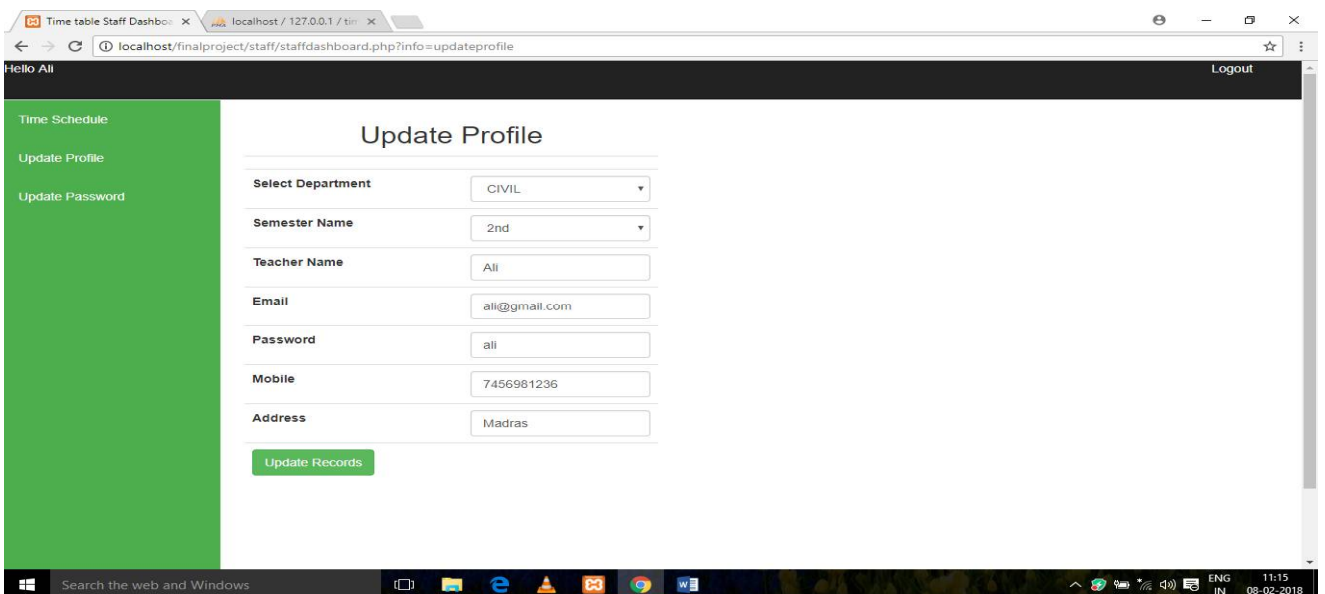 Time table Staff Dashboa
localhost / 127.0.0.1 / tim
localhost/finalproject/staff/staffdashboard.php?info=updateprofile
Hello Ali
Logout
Time Schedule
Update Profile
Update Password
Update Profile
Select Department
CIVIL
Semester Name
2nd
Teacher Name
Ali
Email
ali@gmail.com
Password
ali
Mobile
7456981236
Address
Madras
Update Records
Search the web and Windows
ENG
IN
11:15
08-02-2018